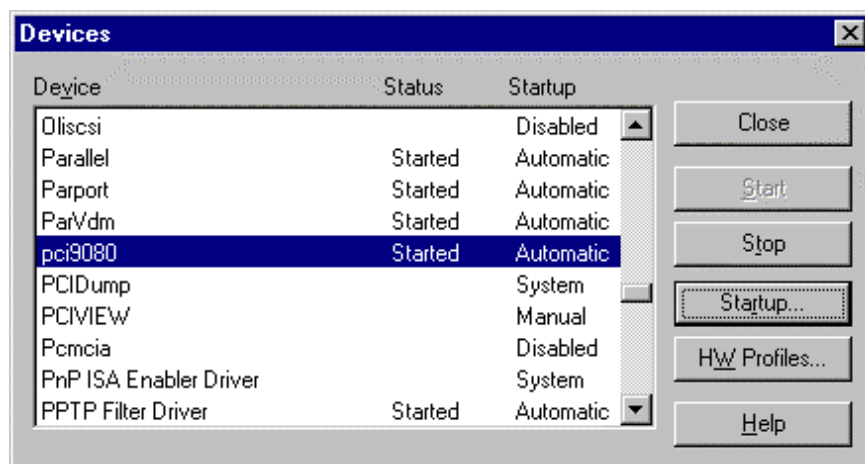 Devices
Device Status Startup
Oliscsi Disabled
Parallel Started Automatic
Parport Started Automatic
ParVdm Started Automatic
pci9080 Started Automatic
PCIDump System
PCIVIEW Manual
Pcmcia Disabled
PnP ISA Enabler Driver System
PPTP Filter Driver Started Automatic
Close
Start
Stop
Startup...
HW Profiles...
Help